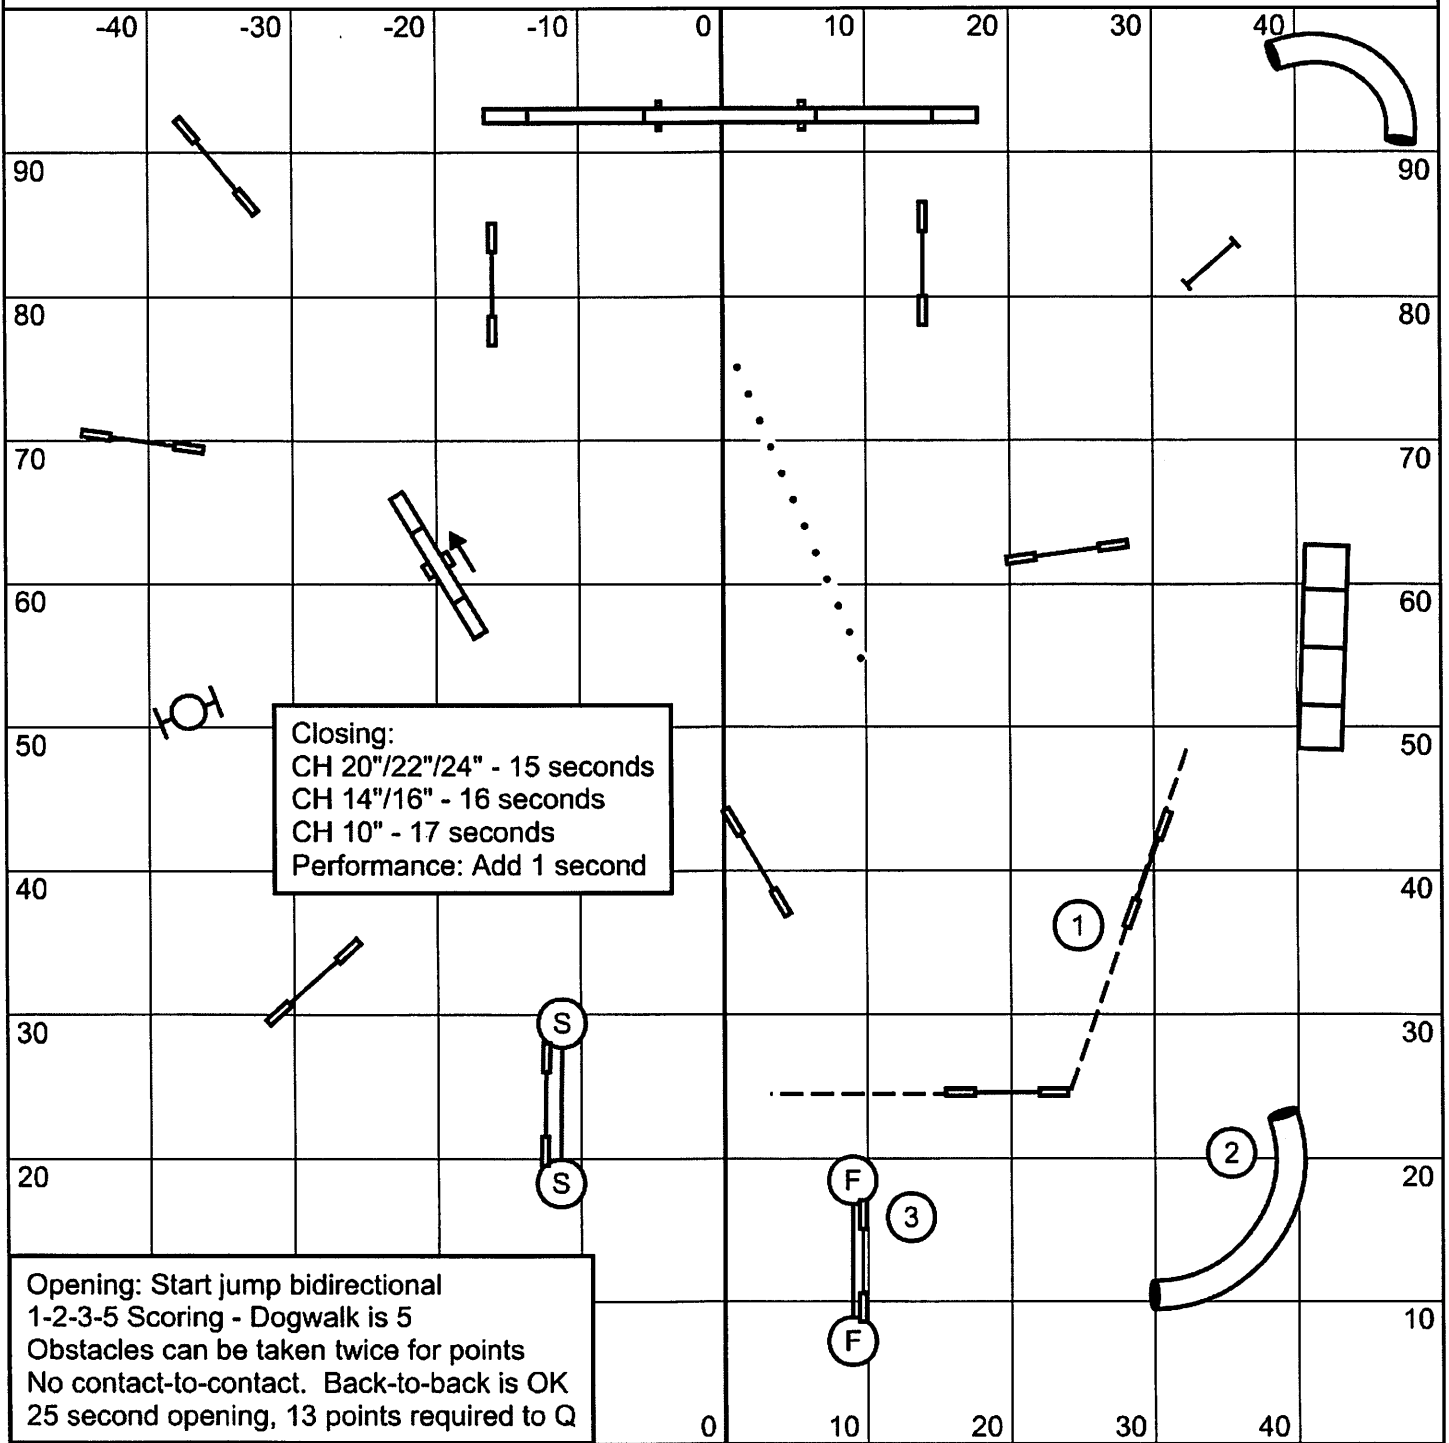 -40 -30 -20 -10 0 10 20 30 40
90 90
80 80
70 70
60 60
50 50
Closing:
CH 20"/22"/24" - 15 seconds
CH 14"/16" - 16 seconds
CH 10" - 17 seconds
Performance: Add 1 second
40 40
1
30 30
S
2
20 20
S
F
3
10
F
Opening: Start jump bidirectional
1-2-3-5 Scoring - Dogwalk is 5
Obstacles can be taken twice for points
No contact-to-contact. Back-to-back is OK
25 second opening, 13 points required to Q
0 10 20 30 40